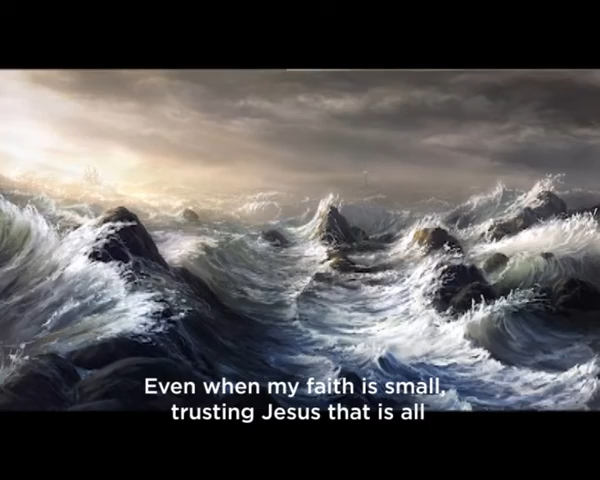 Even when my faith is small,
trusting Jesus that is all